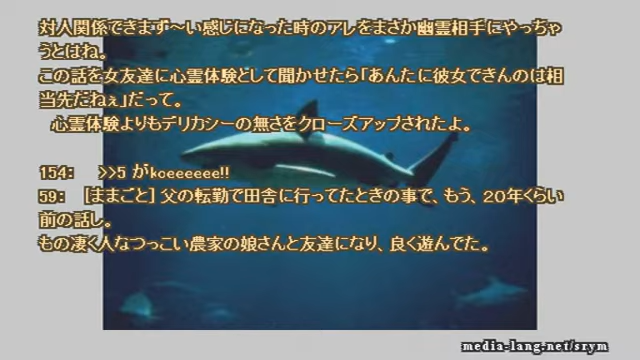 対人関係できまず～い感じになった時のアレをまさか幽霊相手にやっちゃ
うとはね。
この話を女友達に心霊体験として聞かせたら「あんたに彼女できんのは相
当先だねぇ」だって。
心霊体験よりもデリカシーの無さをクローズアップされたよ。
154: >>5 がkoeeeeee!!
59: [ままごと] 父の転勤で田舎に行ってたときの事で、もう、20年くらい
前の話し。
もの凄く人なつっこい農家の娘さんと友達になり、良く遊んでた。
media-lang-net/srym